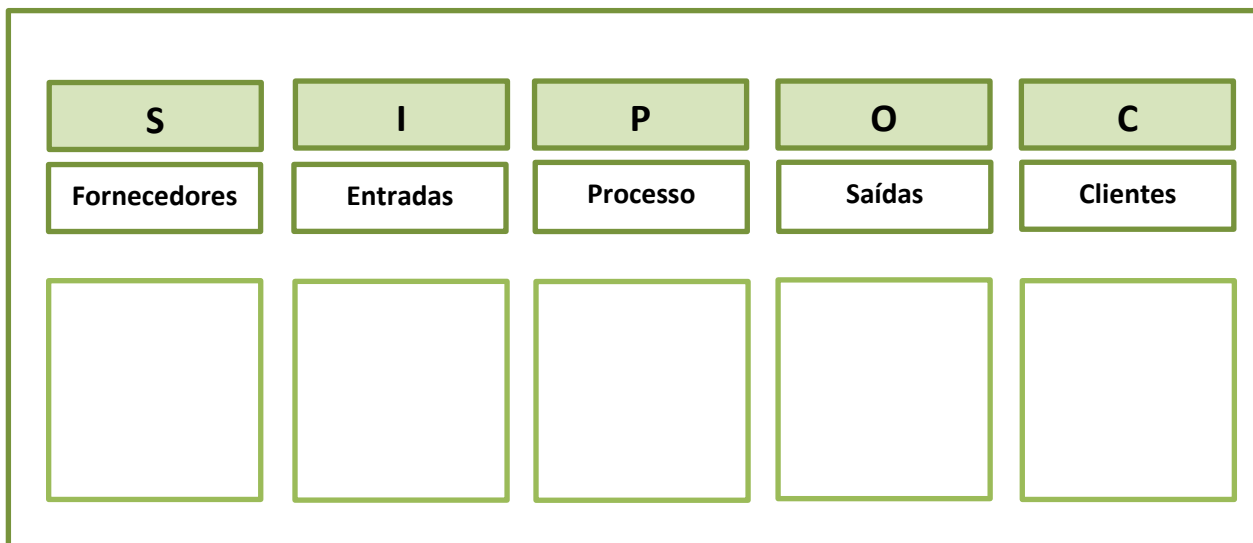 S I P O C
Fornecedores Entradas Processo Saídas Clientes